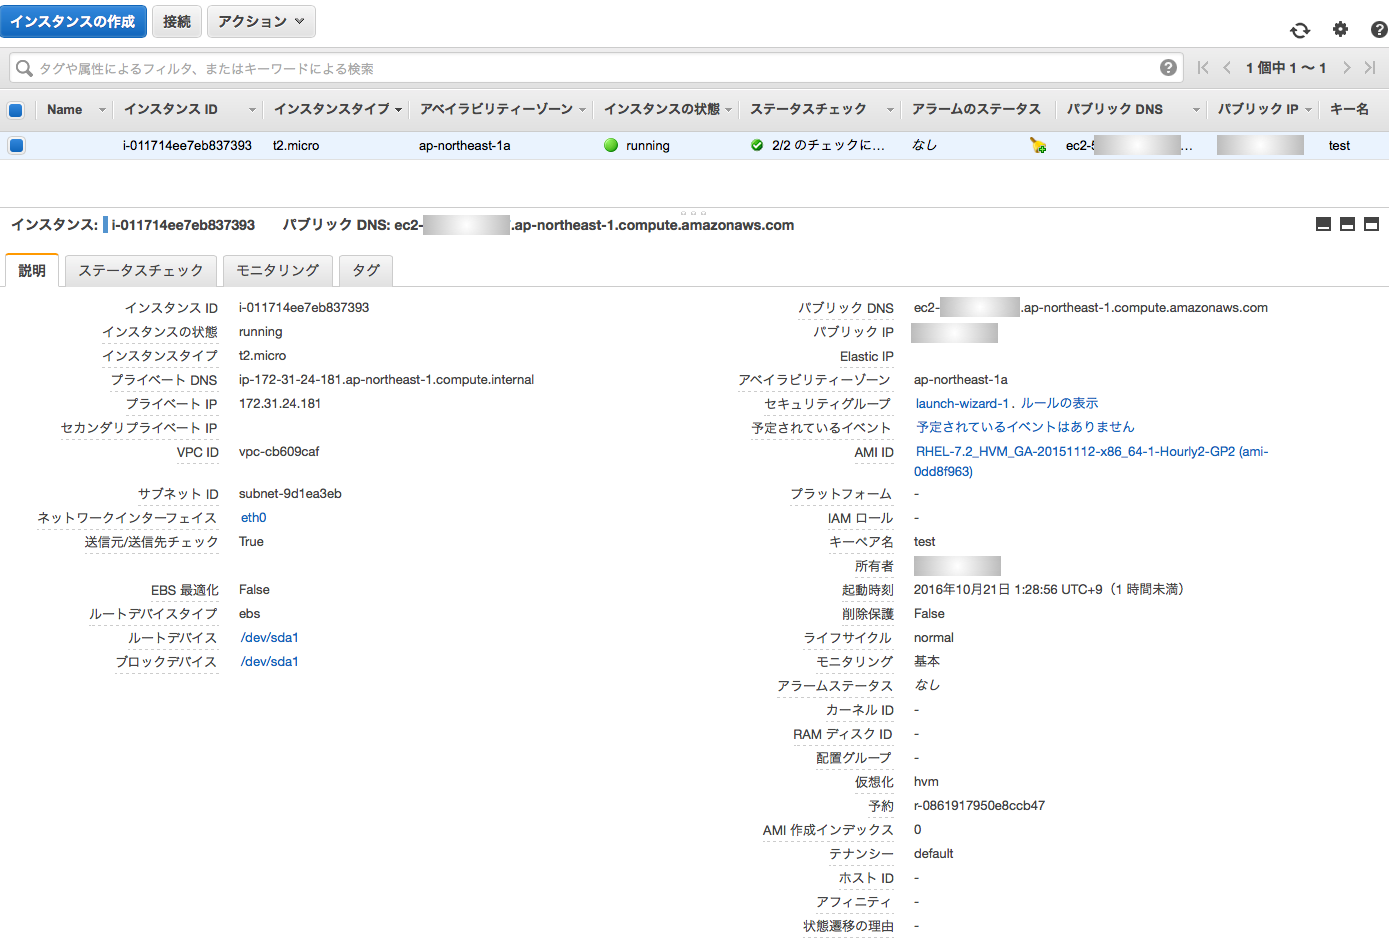 インスタンスの作成 接続 アクション
タグや属性によるフィルタ、またはキーワードによる検索 1 個中 1 ～ 1
Name インスタンス ID インスタンスタイプ アベイラビリティーゾーン インスタンスの状態 ステータスチェック アラームのステータス パブリック DNS パブリック IP キー名
i-011714ee7eb837393 t2.micro ap-northeast-1a running 2/2 のチェックに... なし ec2- ... test
インスタンス: i-011714ee7eb837393 パブリック DNS: ec2- .ap-northeast-1.compute.amazonaws.com
説明 ステータスチェック モニタリング タグ
インスタンス ID i-011714ee7eb837393
インスタンスの状態 running
インスタンスタイプ t2.micro
プライベート DNS ip-172-31-24-181.ap-northeast-1.compute.internal
プライベート IP 172.31.24.181
セカンダリプライベート IP
VPC ID vpc-cb609caf
サブネット ID subnet-9d1ea3eb
ネットワークインターフェイス eth0
送信元/送信先チェック True
EBS 最適化 False
ルートデバイスタイプ ebs
ルートデバイス /dev/sda1
ブロックデバイス /dev/sda1
パブリック DNS ec2- .ap-northeast-1.compute.amazonaws.com
パブリック IP
Elastic IP
アベイラビリティーゾーン ap-northeast-1a
セキュリティグループ launch-wizard-1. ルールの表示
予定されているイベント 予定されているイベントはありません
AMI ID RHEL-7.2_HVM_GA-20151112-x86_64-1-Hourly2-GP2 (ami-
0dd8f963)
プラットフォーム -
IAM ロール -
キーペア名 test
所有者
起動時刻 2016年10月21日 1:28:56 UTC+9（1 時間未満）
削除保護 False
ライフサイクル normal
モニタリング 基本
アラームステータス なし
カーネル ID -
RAM ディスク ID -
配置グループ -
仮想化 hvm
予約 r-0861917950e8ccb47
AMI 作成インデックス 0
テナンシー default
ホスト ID -
アフィニティ -
状態遷移の理由 -